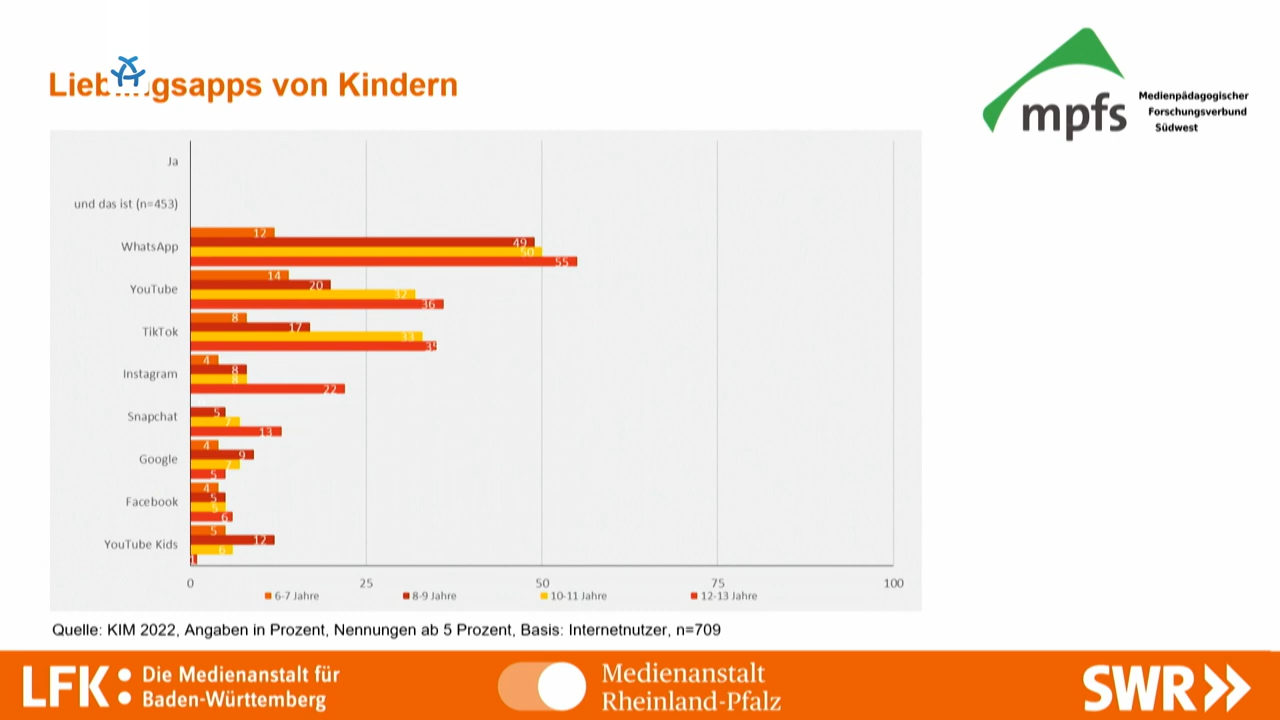 gsapps von Kindern
mpfs
Medienpädagogischer
Forschungsverbund
Südwest
Ja
und das ist (n=453)
WhatsApp
12
49
50
55
YouTube
14
20
32
36
TikTok
8
17
33
35
Instagram
4
8
8
22
Snapchat
5
7
13
Google
4
9
7
5
Facebook
4
5
5
6
YouTube Kids
5
12
6
1
0 25 50 75 100
6-7 Jahre 8-9 Jahre 10-11 Jahre 12-13 Jahre
Quelle: KIM 2022, Angaben in Prozent, Nennungen ab 5 Prozent, Basis: Internetnutzer, n=709
LFK: Die Medienanstalt für
Baden-Württemberg
Medienanstalt
Rheinland-Pfalz
SWR